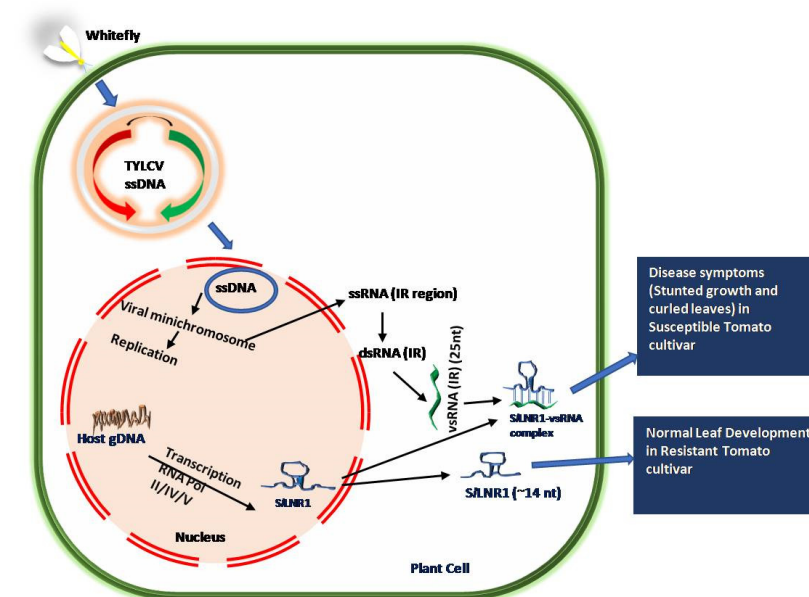 Whitefly
TYLCV
ssDNA
ssDNA
Viral minichromosome
Replication
ssRNA (IR region)
dsRNA (IR)
vsRNA (IR) (25nt)
SlLNR1-vsRNA
complex
Disease symptoms
(Stunted growth and
curled leaves) in
Susceptible Tomato
cultivar
Host gDNA
Transcription
RNA Pol
II/IV/V
SlLNR1
SlLNR1 (~14 nt)
Normal Leaf Development
in Resistant Tomato
cultivar
Nucleus
Plant Cell